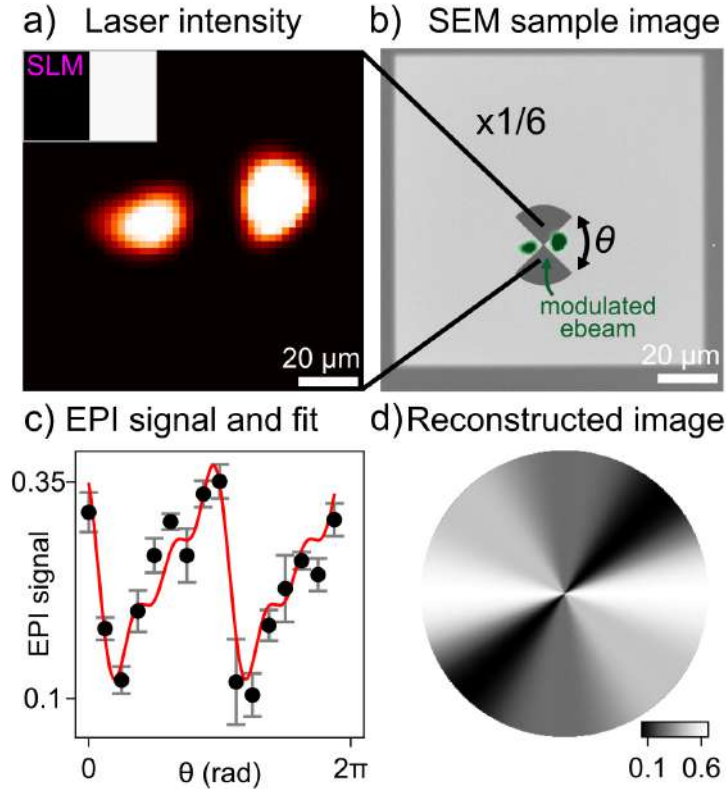 a) Laser intensity
SLM
20 μm
b) SEM sample image
x1/6
θ
modulated
ebeam
20 μm
c) EPI signal and fit
0.35
0.1
EPI signal
0
θ (rad)
2π
d) Reconstructed image
0.1
0.6